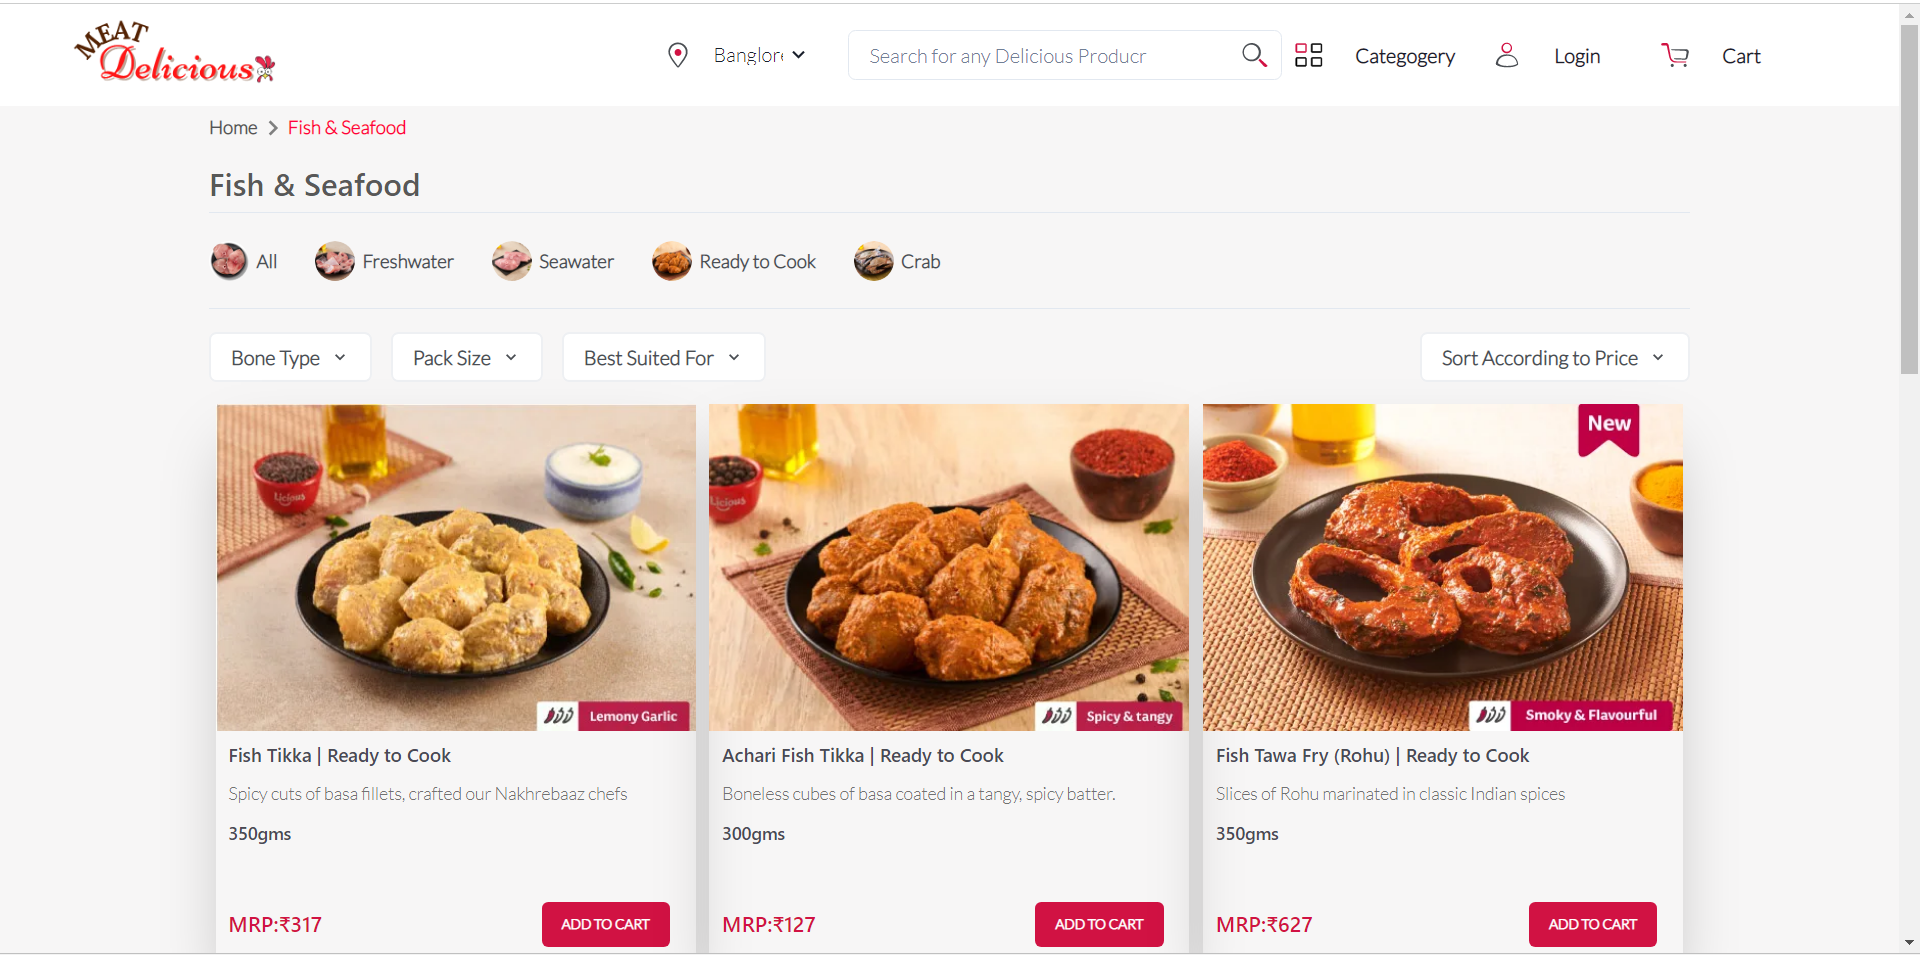 MEAT
Delicious
Banglore
Search for any Delicious Producr
Categogery
Login
Cart
Home > Fish & Seafood
Fish & Seafood
All
Freshwater
Seawater
Ready to Cook
Crab
Bone Type
Pack Size
Best Suited For
Sort According to Price
New
Licious
Licious
Lemony Garlic
Spicy & tangy
Smoky & Flavourful
Fish Tikka | Ready to Cook
Spicy cuts of basa fillets, crafted our Nakhrebaaz chefs
350gms
MRP:₹317
ADD TO CART
Achari Fish Tikka | Ready to Cook
Boneless cubes of basa coated in a tangy, spicy batter.
300gms
MRP:₹127
ADD TO CART
Fish Tawa Fry (Rohu) | Ready to Cook
Slices of Rohu marinated in classic Indian spices
350gms
MRP:₹627
ADD TO CART